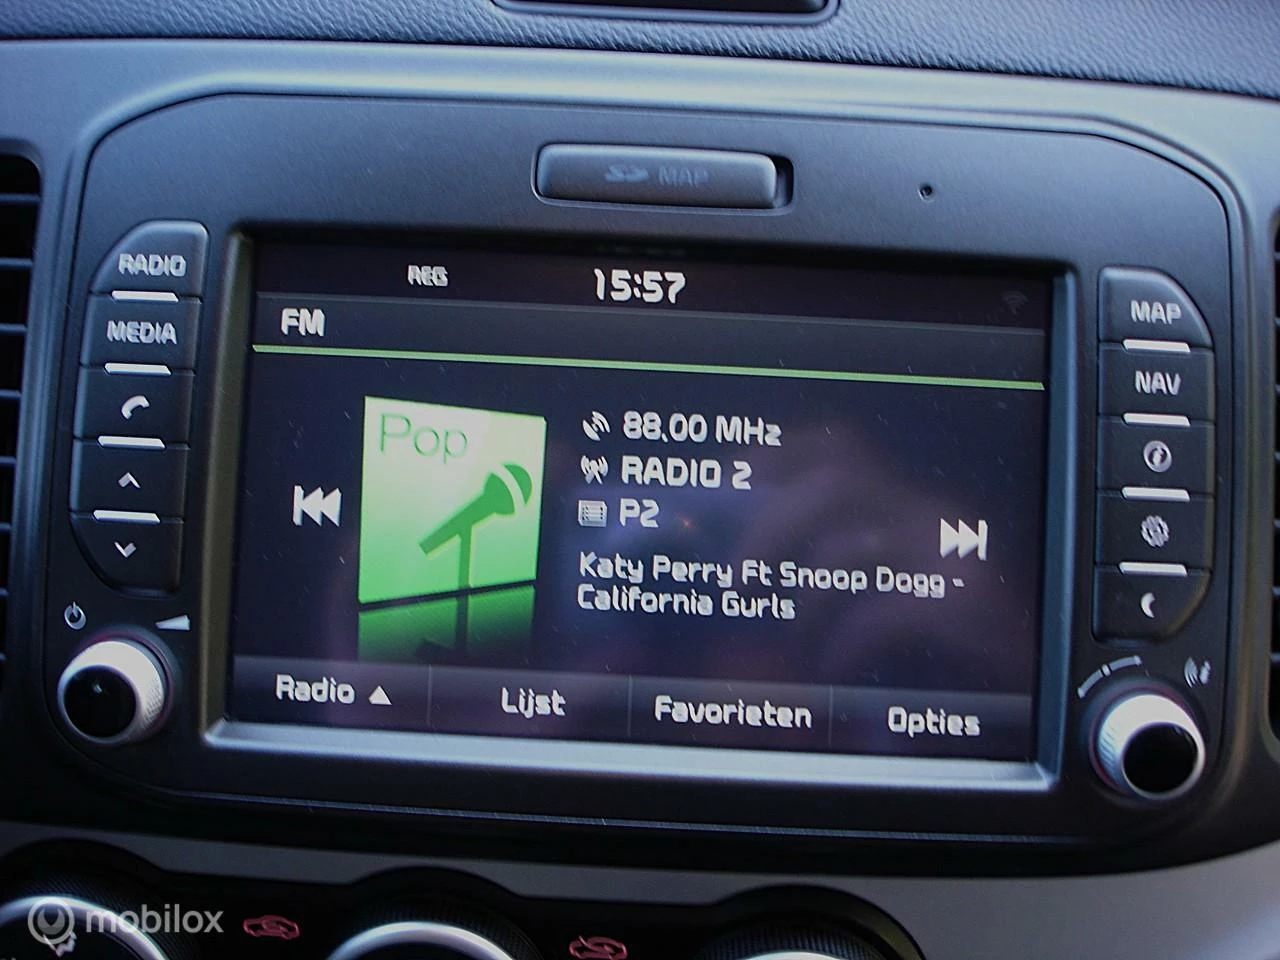 SD MAP
RADIO
MEDIA
MAP
NAV
REG
15:57
FM
Pop
88.00 MHz
RADIO 2
P2
Katy Perry Ft Snoop Dogg -
California Gurls
Radio
Lijst
Favorieten
Opties
mobilox